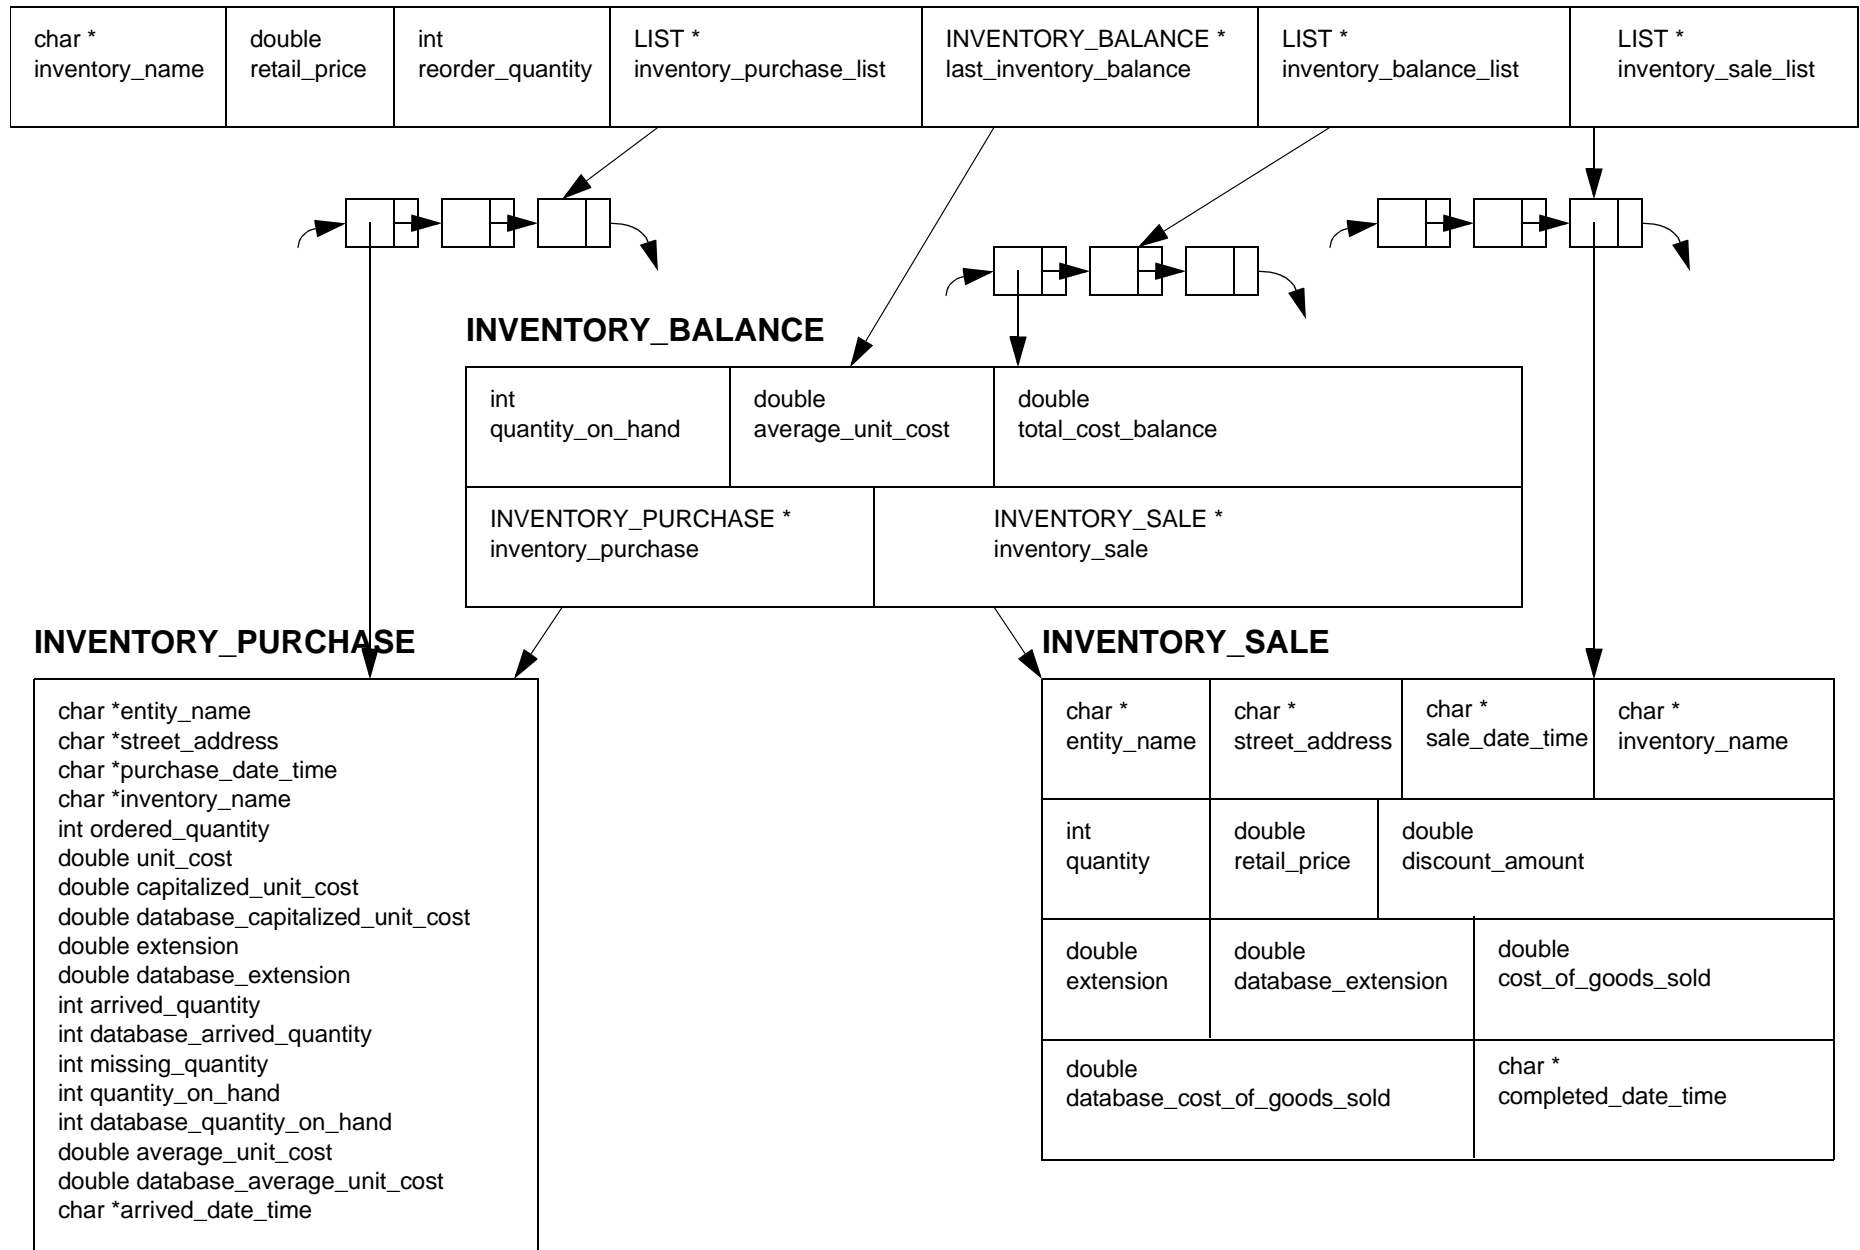 char *
inventory_name
double
retail_price
int
reorder_quantity
LIST *
inventory_purchase_list
INVENTORY_BALANCE *
last_inventory_balance
LIST *
inventory_balance_list
LIST *
inventory_sale_list
INVENTORY_BALANCE
int
quantity_on_hand
double
average_unit_cost
double
total_cost_balance
INVENTORY_PURCHASE *
inventory_purchase
INVENTORY_SALE *
inventory_sale
INVENTORY_PURCHASE
char *entity_name
char *street_address
char *purchase_date_time
char *inventory_name
int ordered_quantity
double unit_cost
double capitalized_unit_cost
double database_capitalized_unit_cost
double extension
double database_extension
int arrived_quantity
int database_arrived_quantity
int missing_quantity
int quantity_on_hand
int database_quantity_on_hand
double average_unit_cost
double database_average_unit_cost
char *arrived_date_time
INVENTORY_SALE
char *
entity_name
char *
street_address
char *
sale_date_time
char *
inventory_name
int
quantity
double
retail_price
double
discount_amount
double
extension
double
database_extension
double
cost_of_goods_sold
double
database_cost_of_goods_sold
char *
completed_date_time